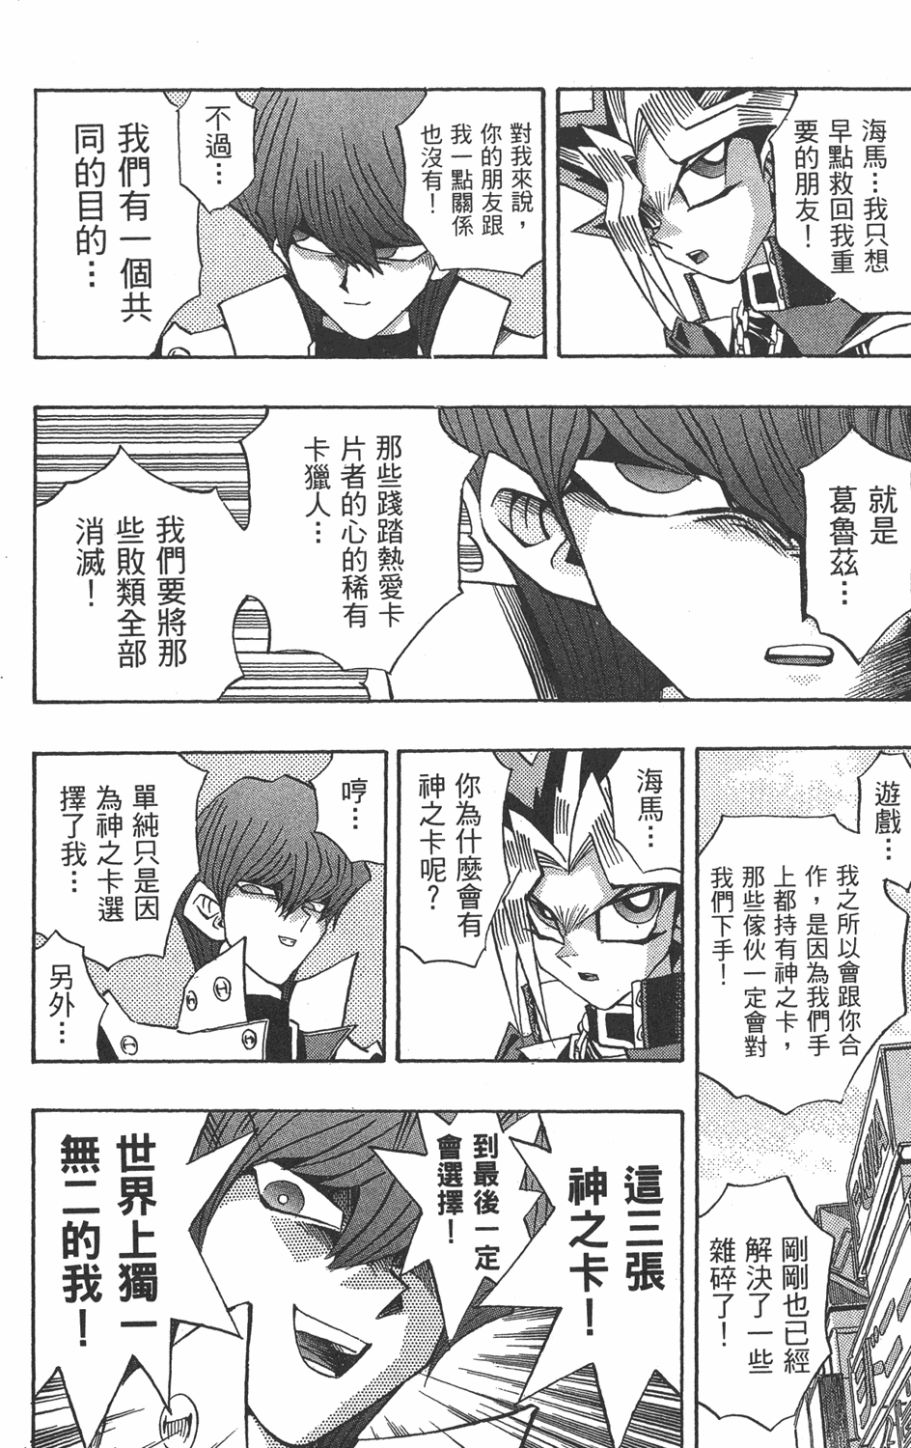 海馬…我只想
早點救回我重
要的朋友！
對我來說，
你的朋友跟
我一點關係
也沒有！
不過…
我們有一個共
同的目的…
就是
葛魯茲…
那些踐踏熱愛卡
片者的心的稀有
卡獵人…
我們要將那
些敗類全部
消滅！
遊戲…
我之所以會跟你合
作，是因為我們手
上都持有神之卡，
那些傢伙一定會對
我們下手！
剛剛也已經
解決了一些
雜碎了！
海馬…
你為什麼會有
神之卡呢？
哼…
單純只是因
為神之卡選
擇了我…
另外…
這三張
神之卡！
到最後一定
會選擇！
世界上獨一
無二的我！